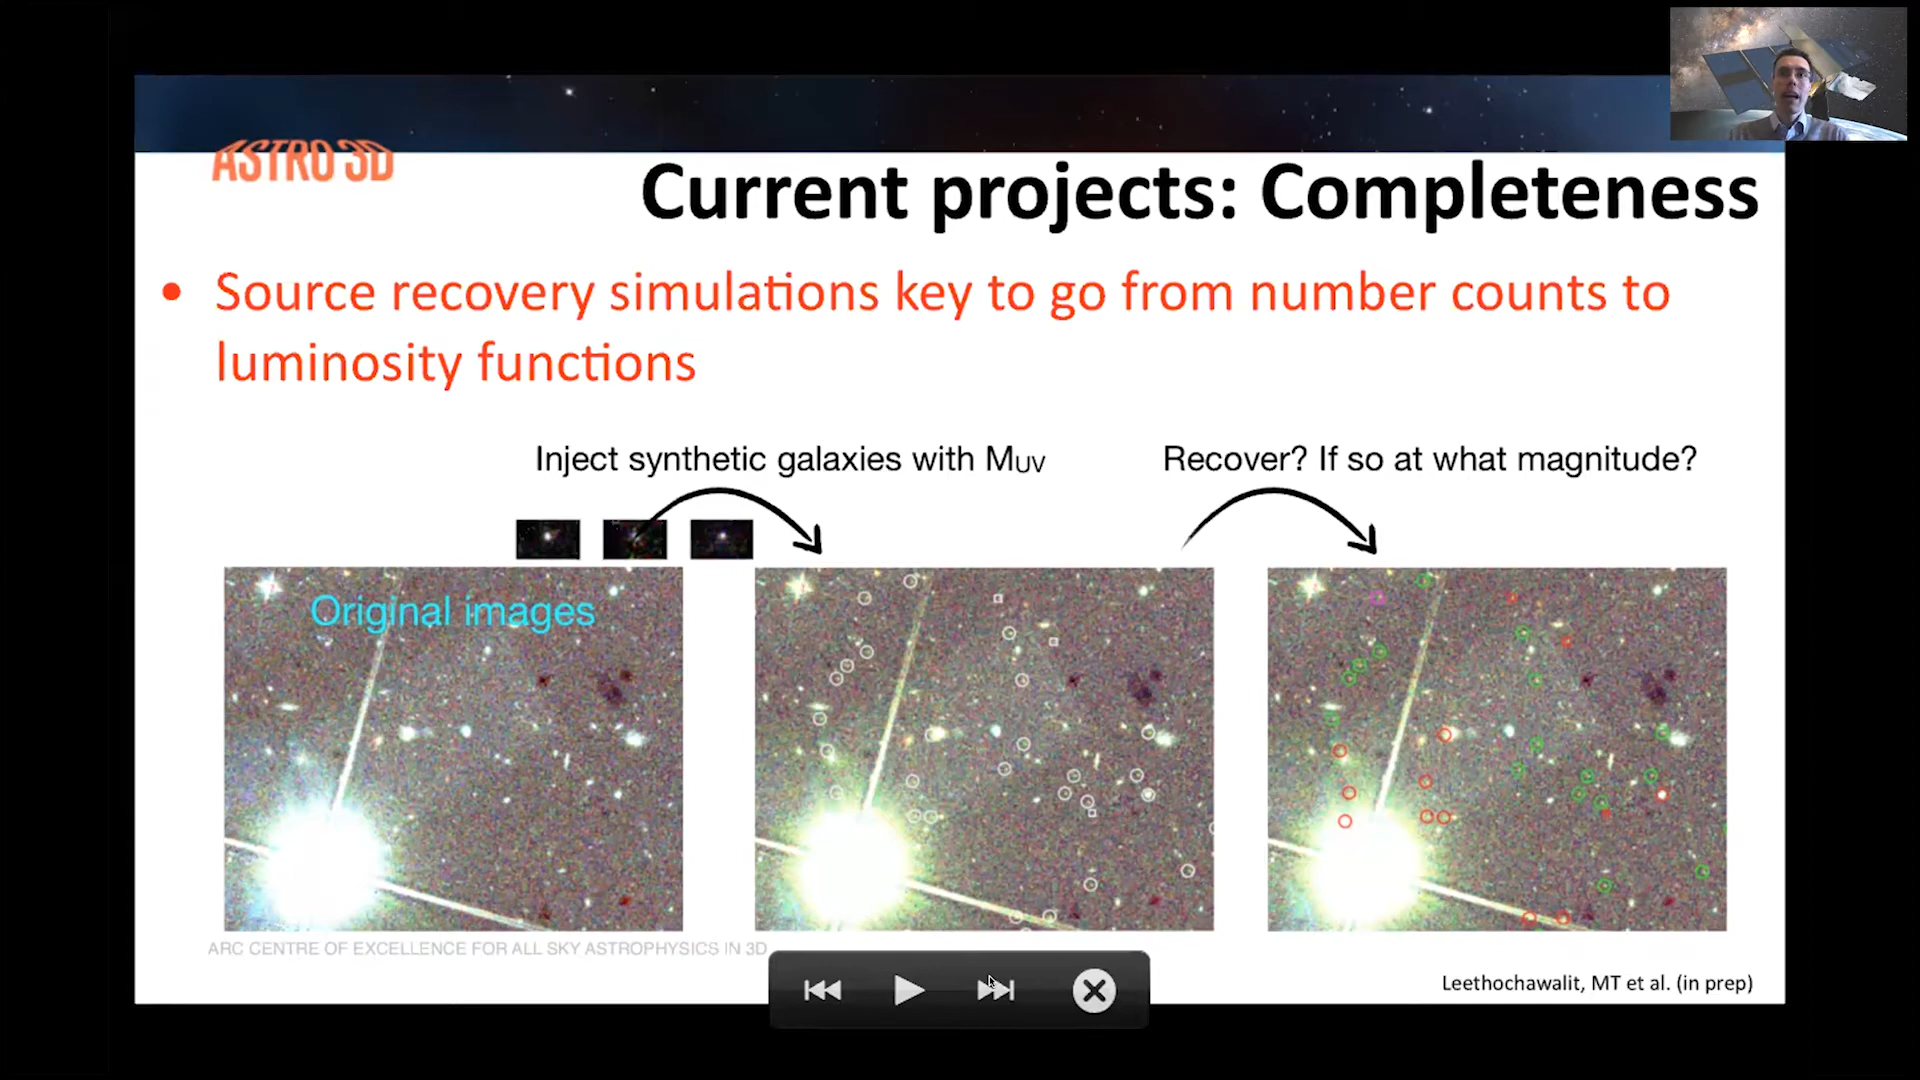 ASTRO 3D
Current projects: Completeness
• Source recovery simulations key to go from number counts to
luminosity functions
Inject synthetic galaxies with MUV
Recover? If so at what magnitude?
Original images
ARC CENTRE OF EXCELLENCE FOR ALL SKY ASTROPHYSICS IN 3D
Leethochawalit, MT et al. (in prep)